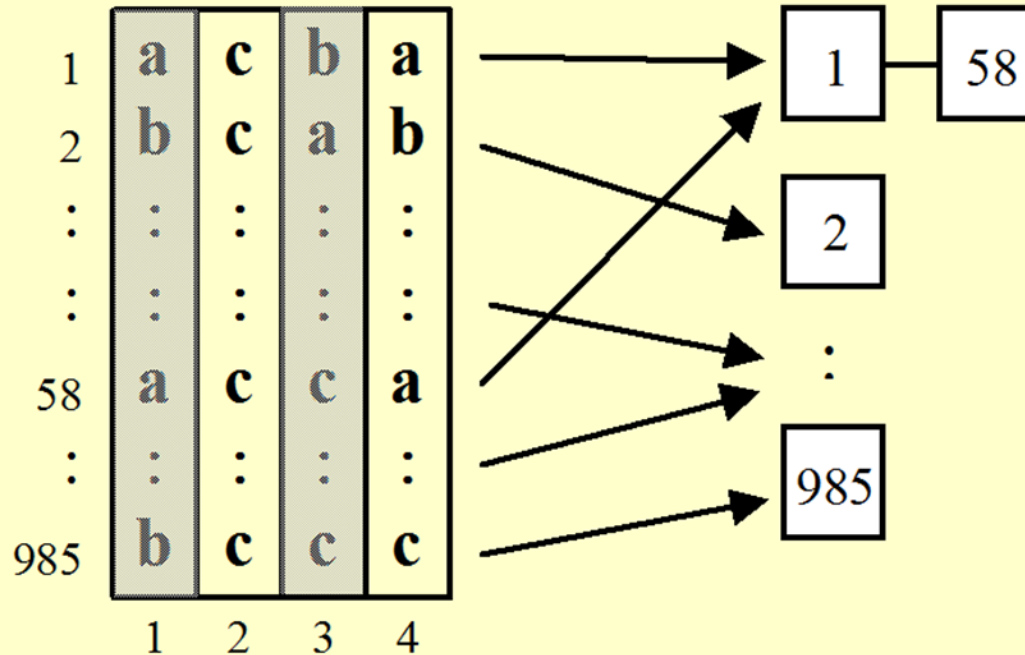 1 a c b a 1 58
2 b c a b 2
: : : : :
: : : : : :
58 a c c a
: : : : :
985 b c c c 985
1 2 3 4